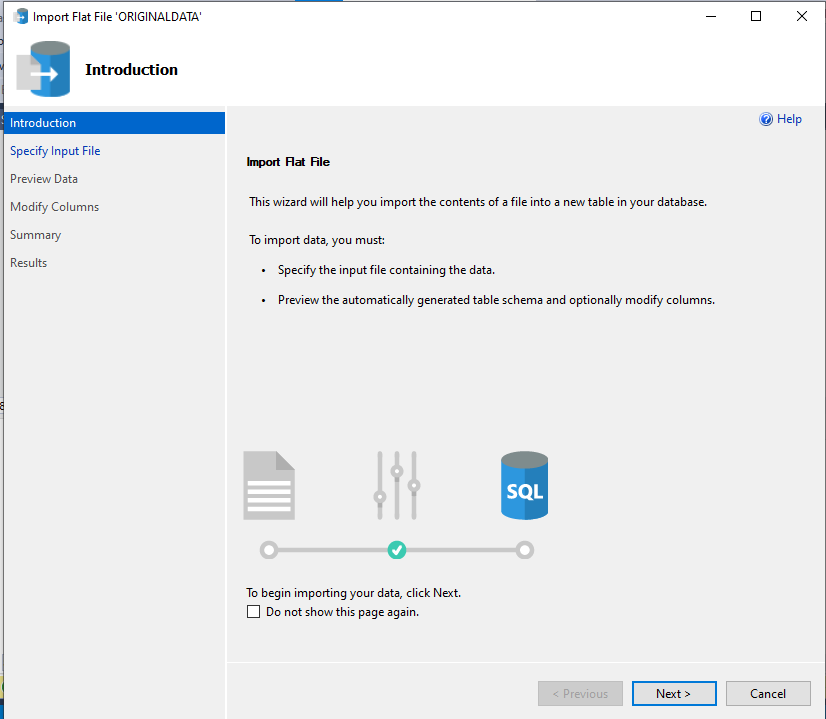 Import Flat File 'ORIGINALDATA'
Introduction
Introduction
Specify Input File
Preview Data
Modify Columns
Summary
Results
Help
Import Flat File
This wizard will help you import the contents of a file into a new table in your database.
To import data, you must:
• Specify the input file containing the data.
• Preview the automatically generated table schema and optionally modify columns.
SQL
To begin importing your data, click Next.
Do not show this page again.
< Previous
Next >
Cancel